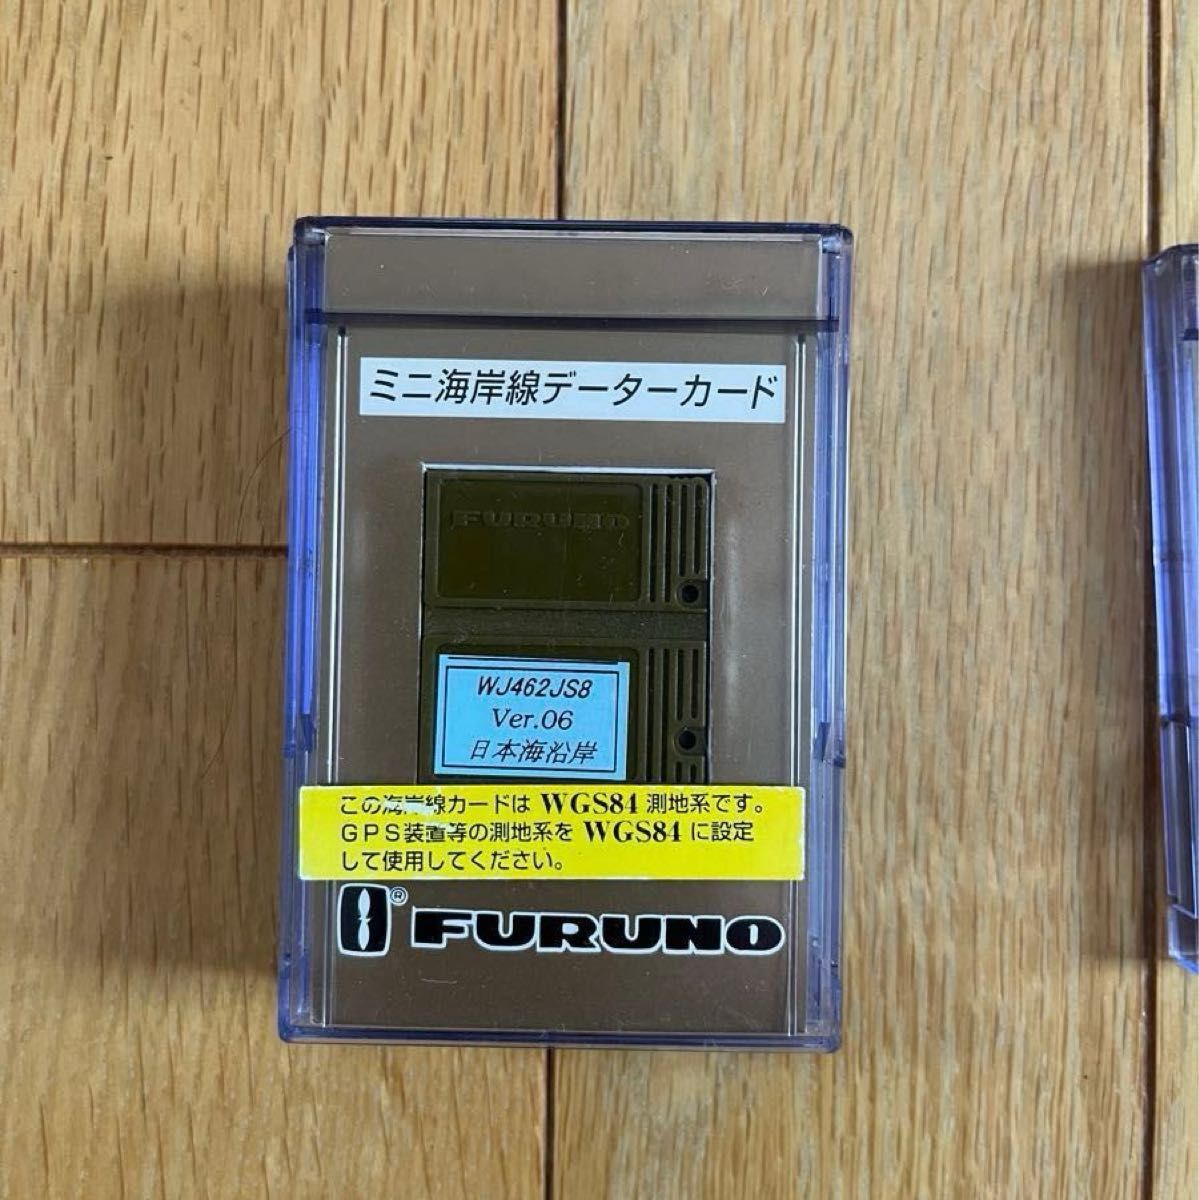 ミニ海岸線データーカード
FURUNO
WJ462JS8
Ver.06
日本海沿岸
この海岸線カードは WGS84 測地系です。
GPS装置等の測地系を WGS84 に設定
して使用してください。
® FURUNO